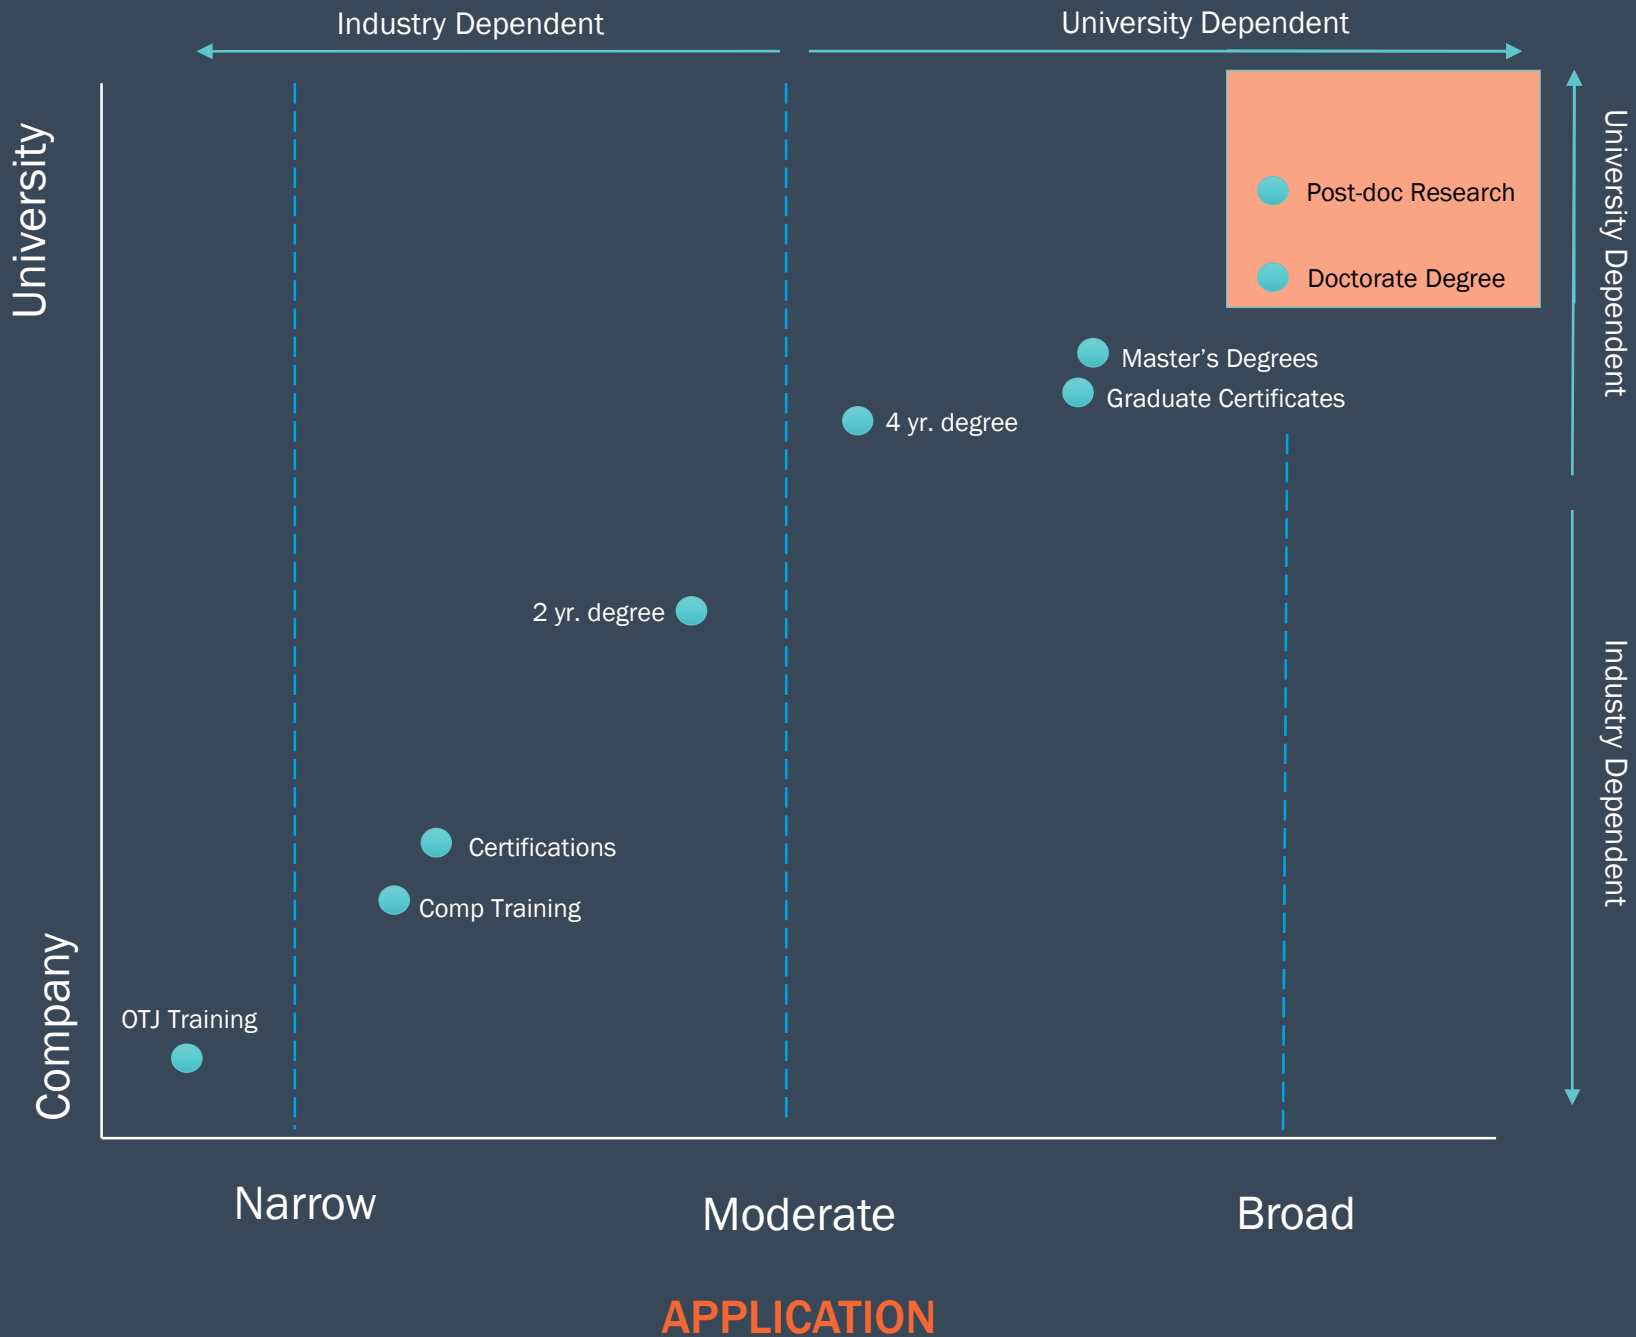 Industry Dependent
University Dependent
University
University Dependent
Post-doc Research
Doctorate Degree
Master’s Degrees
Graduate Certificates
4 yr. degree
2 yr. degree
Industry Dependent
Certifications
Comp Training
Company
OTJ Training
Narrow
Moderate
Broad
APPLICATION